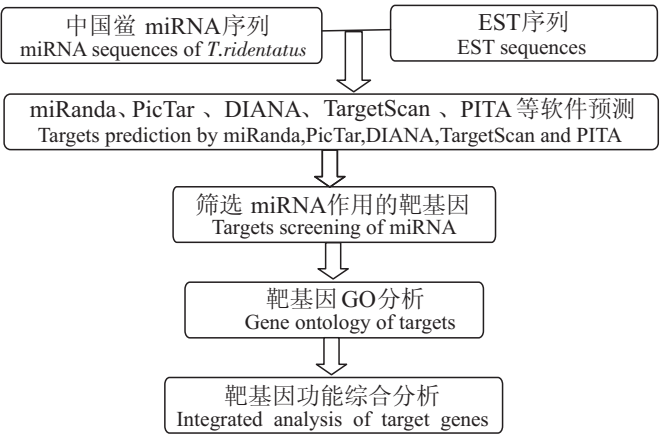 中国鲎 miRNA序列
miRNA sequences of T.ridentatus
EST序列
EST sequences
miRanda、PicTar 、DIANA、TargetScan 、PITA 等软件预测
Targets prediction by miRanda,PicTar,DIANA,TargetScan and PITA
筛选 miRNA作用的靶基因
Targets screening of miRNA
靶基因 GO分析
Gene ontology of targets
靶基因功能综合分析
Integrated analysis of target genes